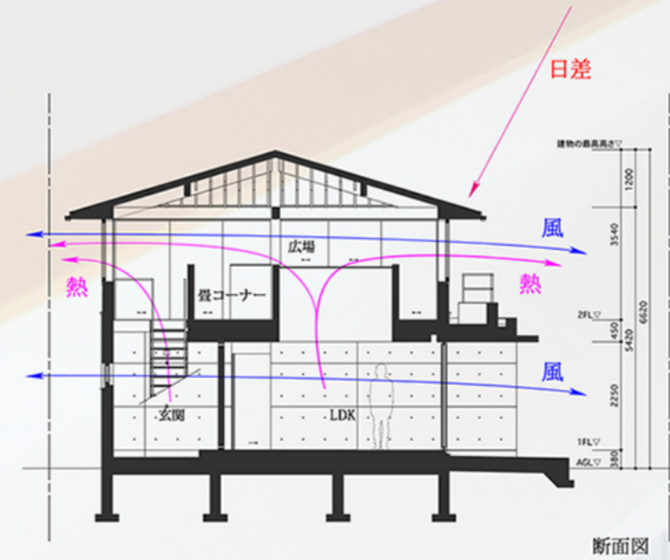 日差
建物の最高高さ▽
1200
風
広場
3540
熱
熱
畳コーナー
2FL▽
6620
450
5420
風
2250
玄関
LDK
1FL▽
380
AGL▽
断面図